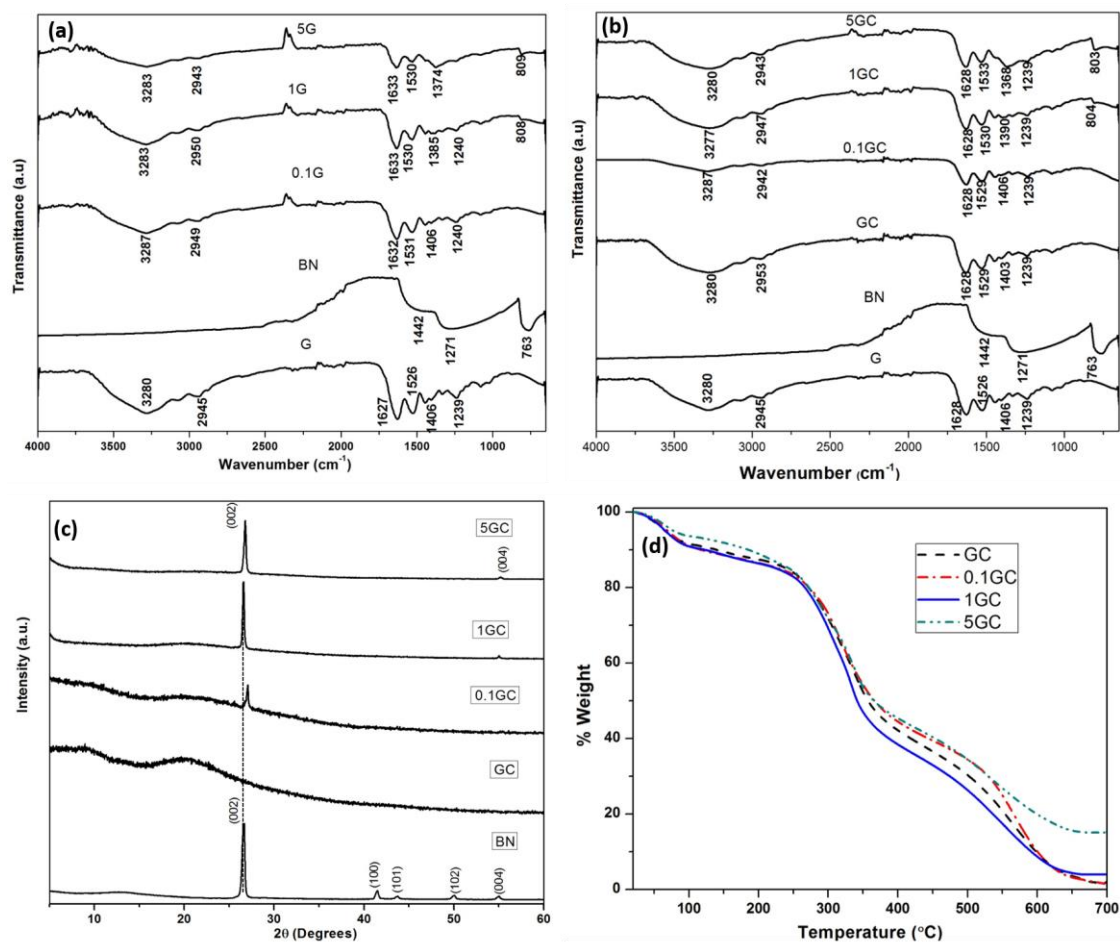 (a)
5G
3283
2943
1633
1530
1374
809
1G
3283
2950
1633
1530
1385
1240
808
0.1G
3287
2949
1632
1531
1406
1240
BN
1442
1271
763
G
3280
2945
1627
1526
1406
1239
Transmittance (a.u)
4000 3500 3000 2500 2000 1500 1000
Wavenumber (cm-1)
(b)
5GC
3280
2943
1628
1533
1368
1239
803
1GC
3277
2947
1628
1530
1390
1239
804
0.1GC
3287
2942
1628
1529
1406
1239
GC
3280
2953
1628
1529
1403
1239
BN
1442
1271
763
G
3280
2945
1628
1526
1406
1239
Transmittance (a.u)
4000 3500 3000 2500 2000 1500 1000
Wavenumber (cm-1)
(c)
(002)
5GC
(004)
1GC
0.1GC
GC
(002)
BN
(100)
(101)
(102)
(004)
Intensity (a.u.)
10 20 30 40 50 60
2θ (Degrees)
(d)
GC
0.1GC
1GC
5GC
% Weight
100
80
60
40
20
0
100 200 300 400 500 600 700
Temperature (°C)